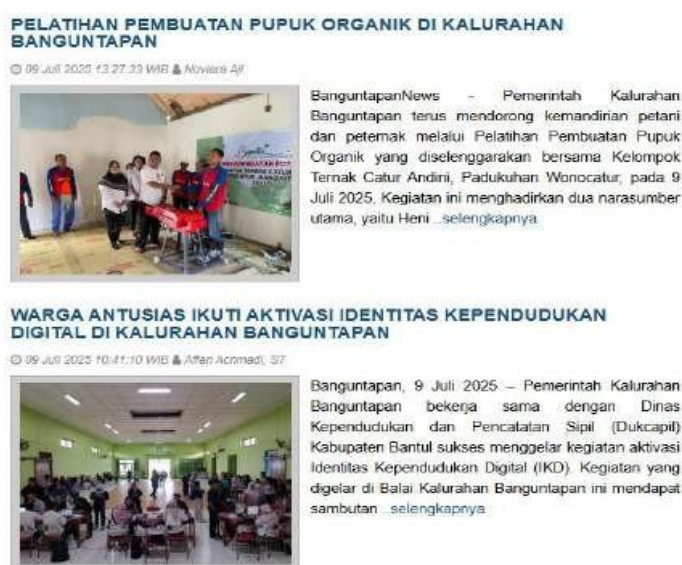 PELATIHAN PEMBUATAN PUPUK ORGANIK DI KALURAHAN
BANGUNTAPAN
09 Juli 2025 13:27:33 WIB Noviana Aji
BanguntapanNews - Pemerintah Kalurahan
Banguntapan terus mendorong kemandirian petani
dan peternak melalui Pelatihan Pembuatan Pupuk
Organik yang diselenggarakan bersama Kelompok
Ternak Catur Andini, Padukuhan Wonocatur, pada 9
Juli 2025. Kegiatan ini menghadirkan dua narasumber
utama, yaitu Heni ..selengkapnya
WARGA ANTUSIAS IKUTI AKTIVASI IDENTITAS KEPENDUDUKAN
DIGITAL DI KALURAHAN BANGUNTAPAN
09 Juli 2025 10:41:10 WIB Affan Achmadi, ST
Banguntapan, 9 Juli 2025 – Pemerintah Kalurahan
Banguntapan bekerja sama dengan Dinas
Kependudukan dan Pencatatan Sipil (Dukcapil)
Kabupaten Bantul sukses menggelar kegiatan aktivasi
Identitas Kependudukan Digital (IKD). Kegiatan yang
digelar di Balai Kalurahan Banguntapan ini mendapat
sambutan ..selengkapnya